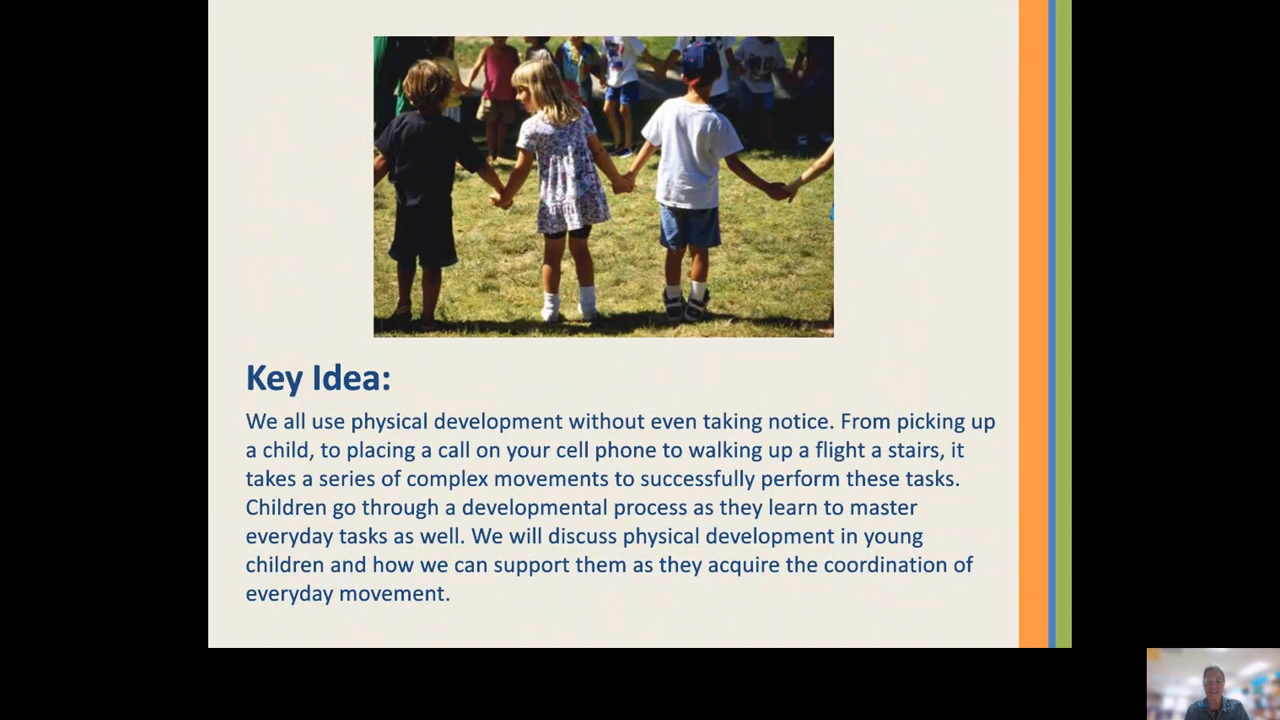 Key Idea:
We all use physical development without even taking notice. From picking up
a child, to placing a call on your cell phone to walking up a flight a stairs, it
takes a series of complex movements to successfully perform these tasks.
Children go through a developmental process as they learn to master
everyday tasks as well. We will discuss physical development in young
children and how we can support them as they acquire the coordination of
everyday movement.